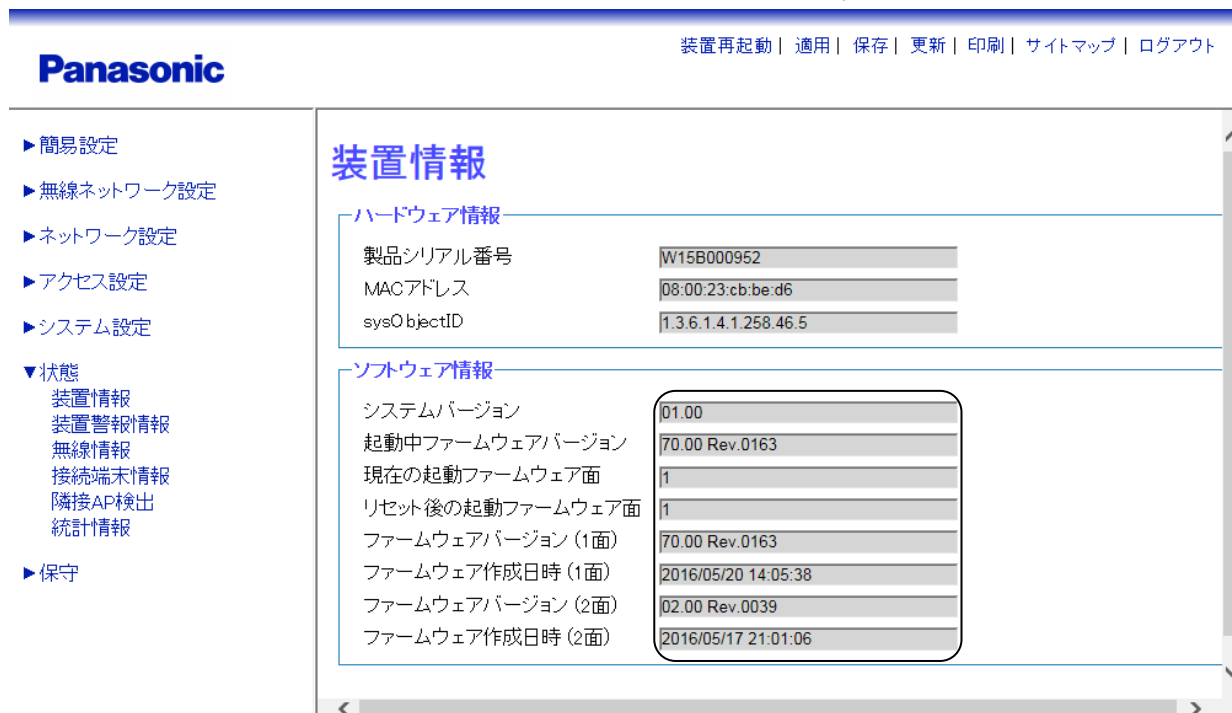 装置再起動| 適用| 保存| 更新| 印刷| サイトマップ| ログアウト
Panasonic
▶簡易設定
▶無線ネットワーク設定
▶ネットワーク設定
▶アクセス設定
▶システム設定
▼状態
装置情報
装置警報情報
無線情報
接続端末情報
隣接AP検出
統計情報
▶保守
装置情報
ハードウェア情報
製品シリアル番号 W15B000952
MACアドレス 08:00:23:cb:be:d6
sysObjectID 1.3.6.1.4.1.258.46.5
ソフトウェア情報
システムバージョン 01.00
起動中ファームウェアバージョン 70.00 Rev.0163
現在の起動ファームウェア面 1
リセット後の起動ファームウェア面 1
ファームウェアバージョン (1面) 70.00 Rev.0163
ファームウェア作成日時 (1面) 2016/05/20 14:05:38
ファームウェアバージョン (2面) 02.00 Rev.0039
ファームウェア作成日時 (2面) 2016/05/17 21:01:06